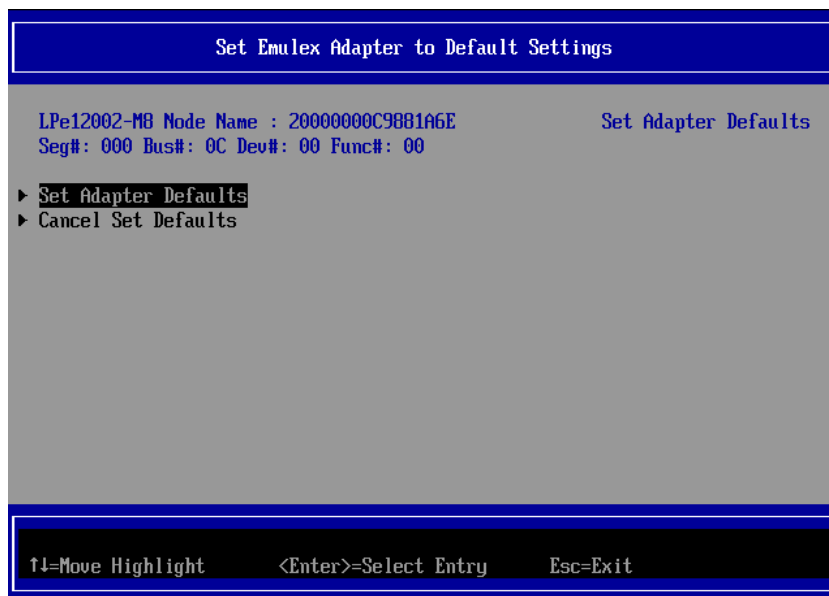 Set Emulex Adapter to Default Settings
LPe12002-M8 Node Name : 20000000C9881A6E Set Adapter Defaults
Seg#: 000 Bus#: 0C Dev#: 00 Func#: 00
Set Adapter Defaults
Cancel Set Defaults
↑↓=Move Highlight <Enter>=Select Entry Esc=Exit